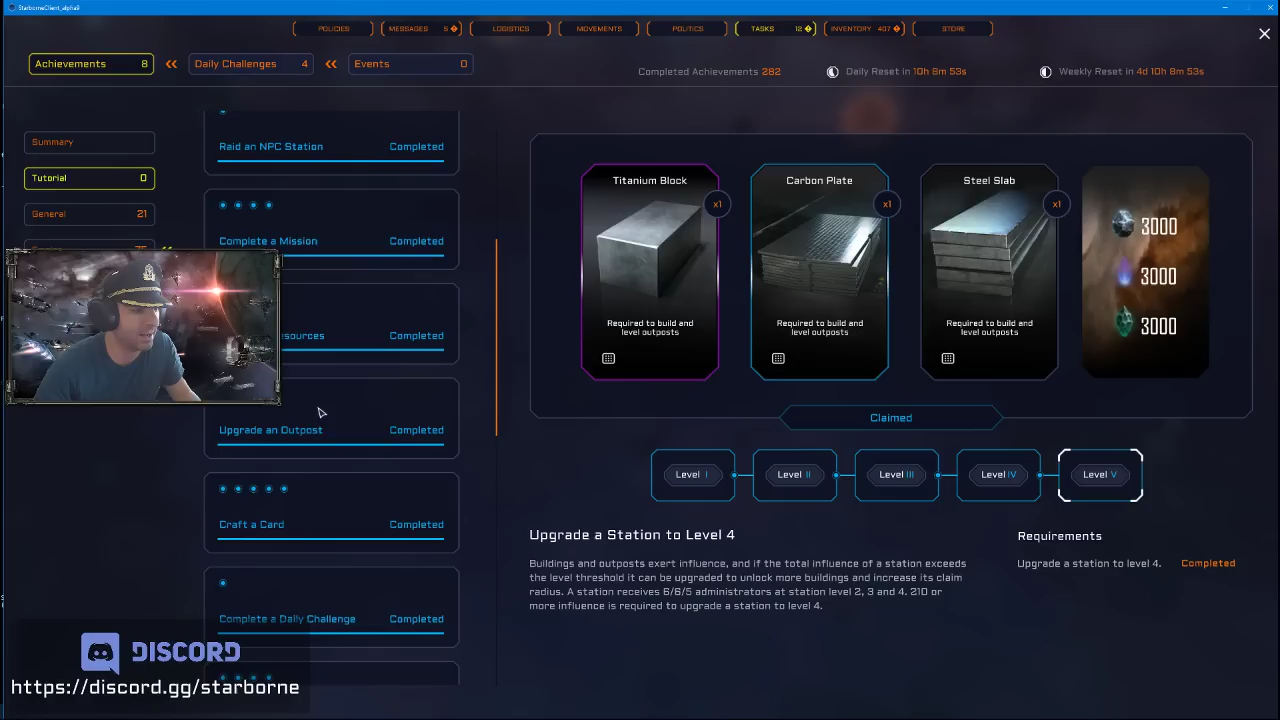 StarborneClient_alpha9
POLICIES
MESSAGES 5
LOGISTICS
MOVEMENTS
POLITICS
TASKS 12
INVENTORY 407
STORE
Achievements 8
Daily Challenges 4
Events 0
Completed Achievements 282
Daily Reset in 10h 8m 53s
Weekly Reset in 4d 10h 8m 53s
Summary
Tutorial 0
General 21
Raid an NPC Station Completed
Complete a Mission Completed
esources Completed
Upgrade an Outpost Completed
Craft a Card Completed
Complete a Daily Challenge Completed
Titanium Block
x1
Required to build and
level outposts
Carbon Plate
x1
Required to build and
level outposts
Steel Slab
x1
Required to build and
level outposts
3000
3000
3000
Claimed
Level I
Level II
Level III
Level IV
Level V
Upgrade a Station to Level 4
Buildings and outposts exert influence, and if the total influence of a station exceeds
the level threshold it can be upgraded to unlock more buildings and increase its claim
radius. A station receives 6/6/5 administrators at station level 2, 3 and 4. 210 or
more influence is required to upgrade a station to level 4.
Requirements
Upgrade a station to level 4. Completed
DISCORD
https://discord.gg/starborne